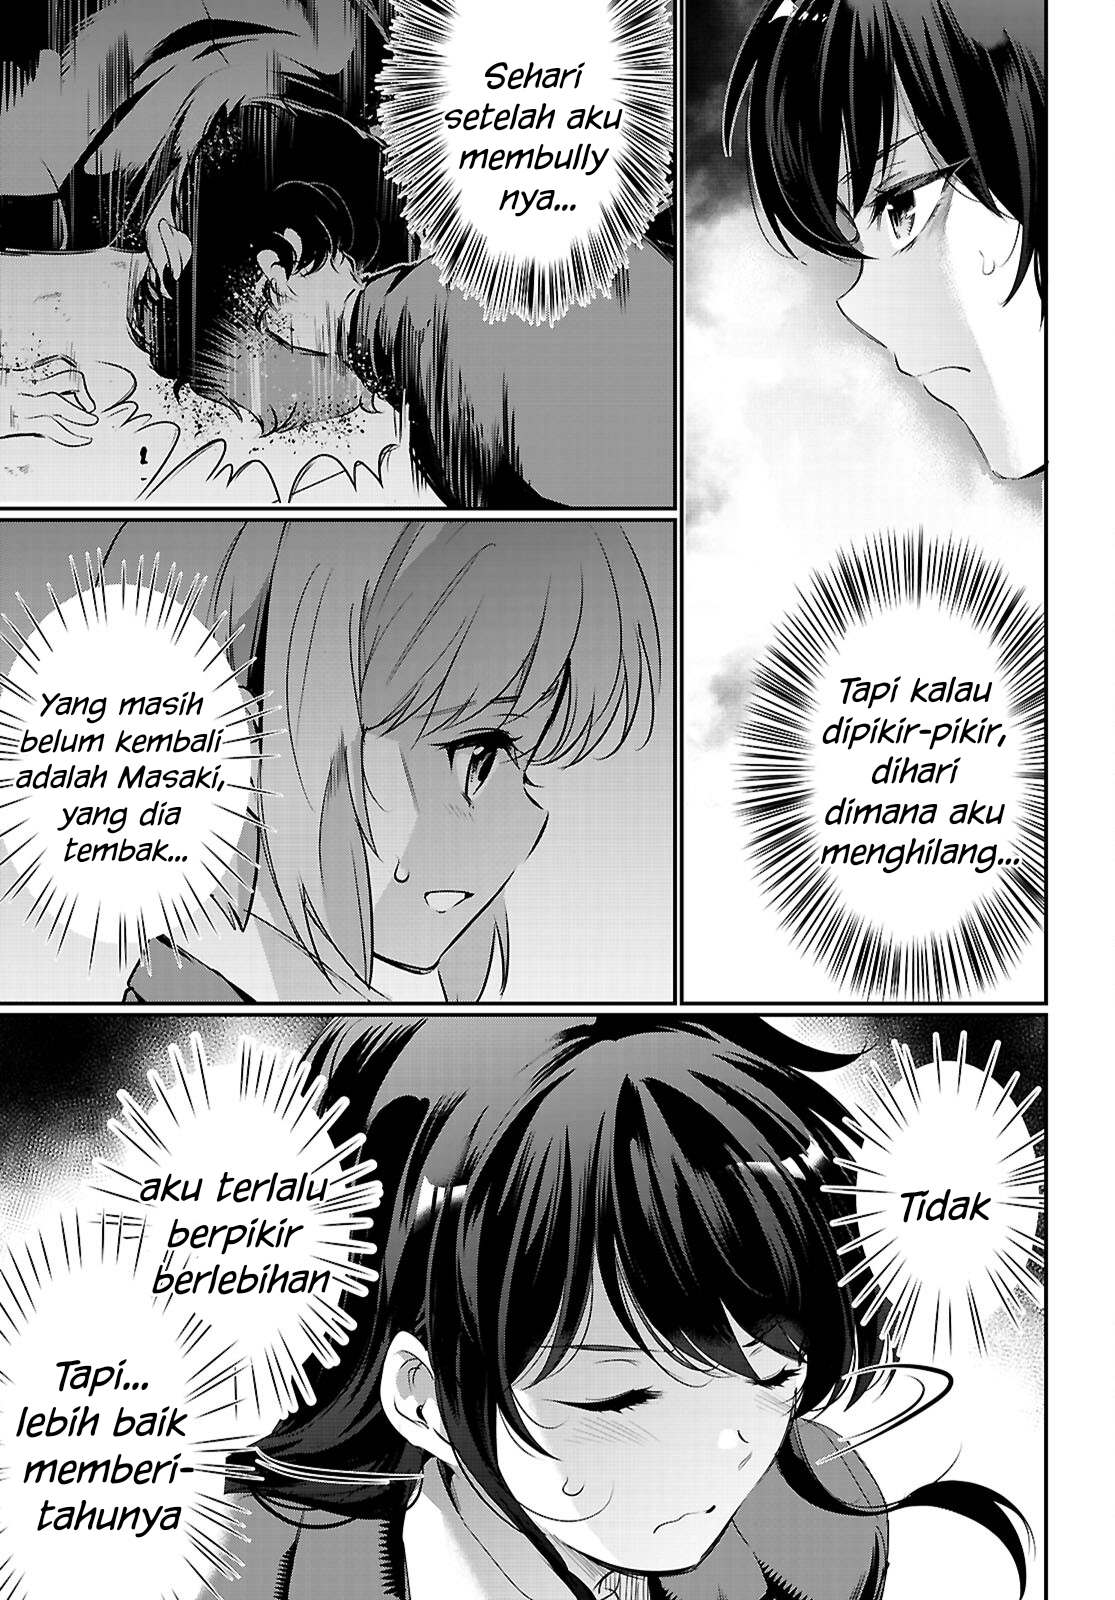 Tapi kalau
dipikir-pikir,
dihari
dimana aku
menghilang...
Sehari
setelah aku
membully
nya...
Yang masih
belum kembali
adalah Masaki,
yang dia
tembak...
Tidak
aku terlalu
berpikir
berlebihan
Tapi...
lebih baik
memberi-
tahunya